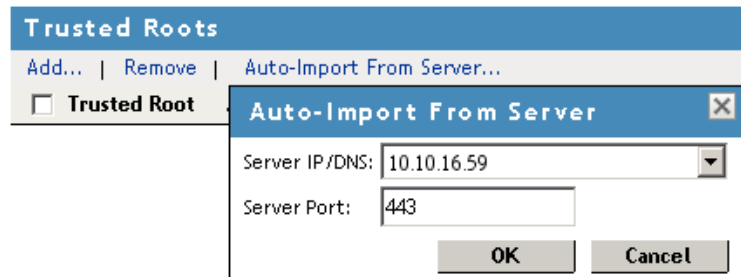 Trusted Roots
Add... | Remove | Auto-Import From Server...
Trusted Root
Auto-Import From Server
Server IP/DNS: 10.10.16.59
Server Port: 443
OK Cancel